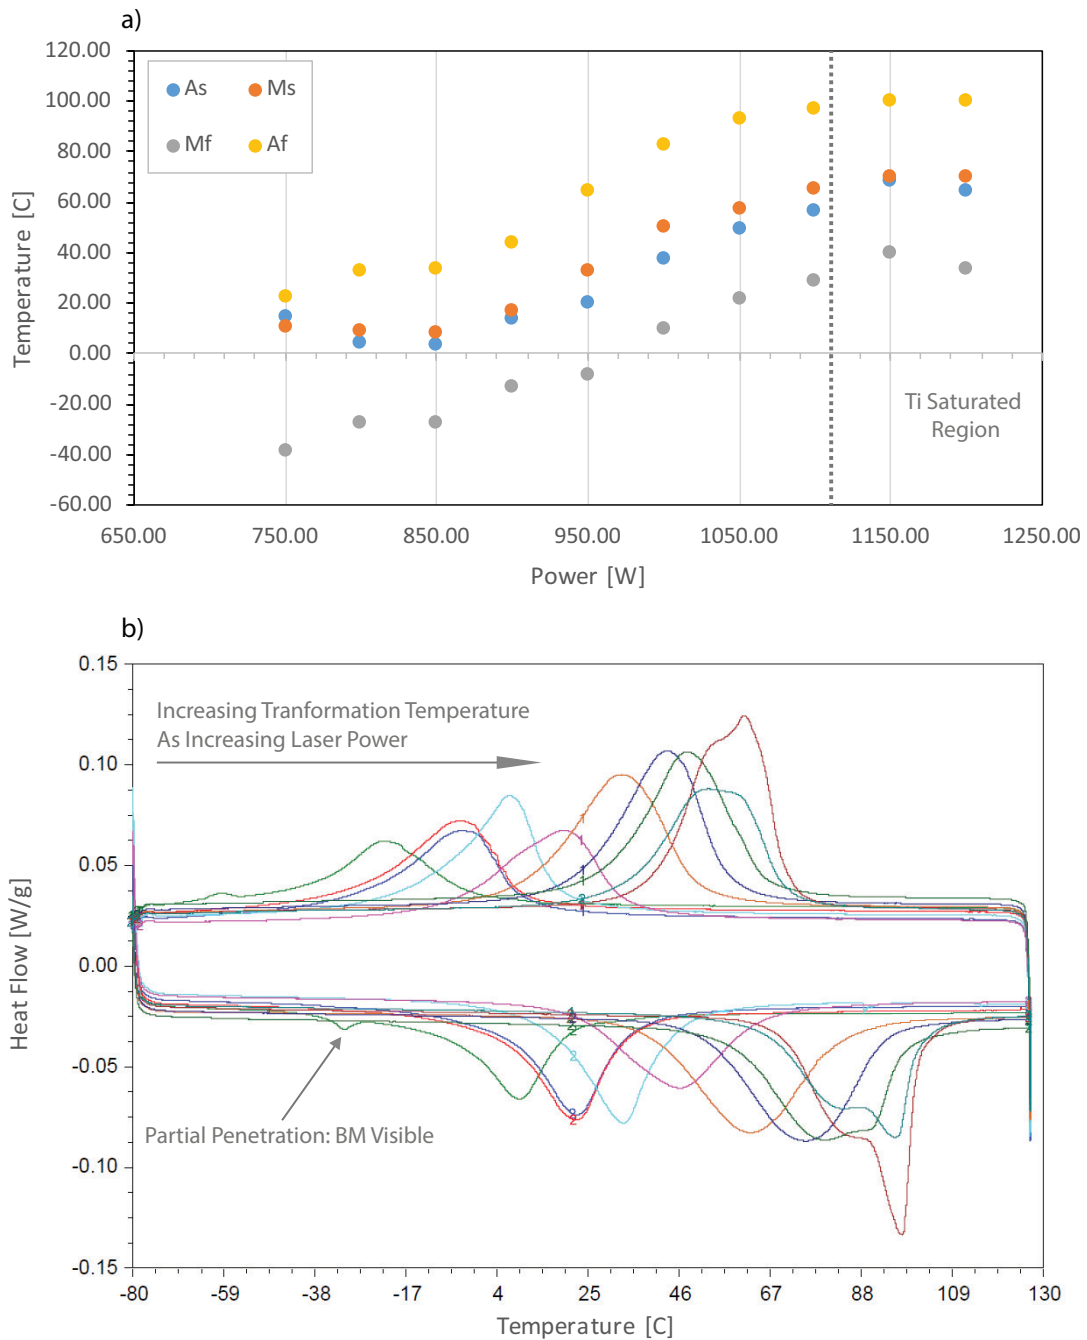 a)
120.00
100.00
80.00
60.00
40.00
20.00
0.00
-20.00
-40.00
-60.00
As Ms
Mf Af
Temperature [C]
Ti Saturated
Region
650.00 750.00 850.00 950.00 1050.00 1150.00 1250.00
Power [W]
b)
0.15
0.10
0.05
0.00
-0.05
-0.10
-0.15
Heat Flow [W/g]
Increasing Tranformation Temperature
As Increasing Laser Power
Partial Penetration: BM Visible
-80 -59 -38 -17 4 25 46 67 88 109 130
Temperature [C]